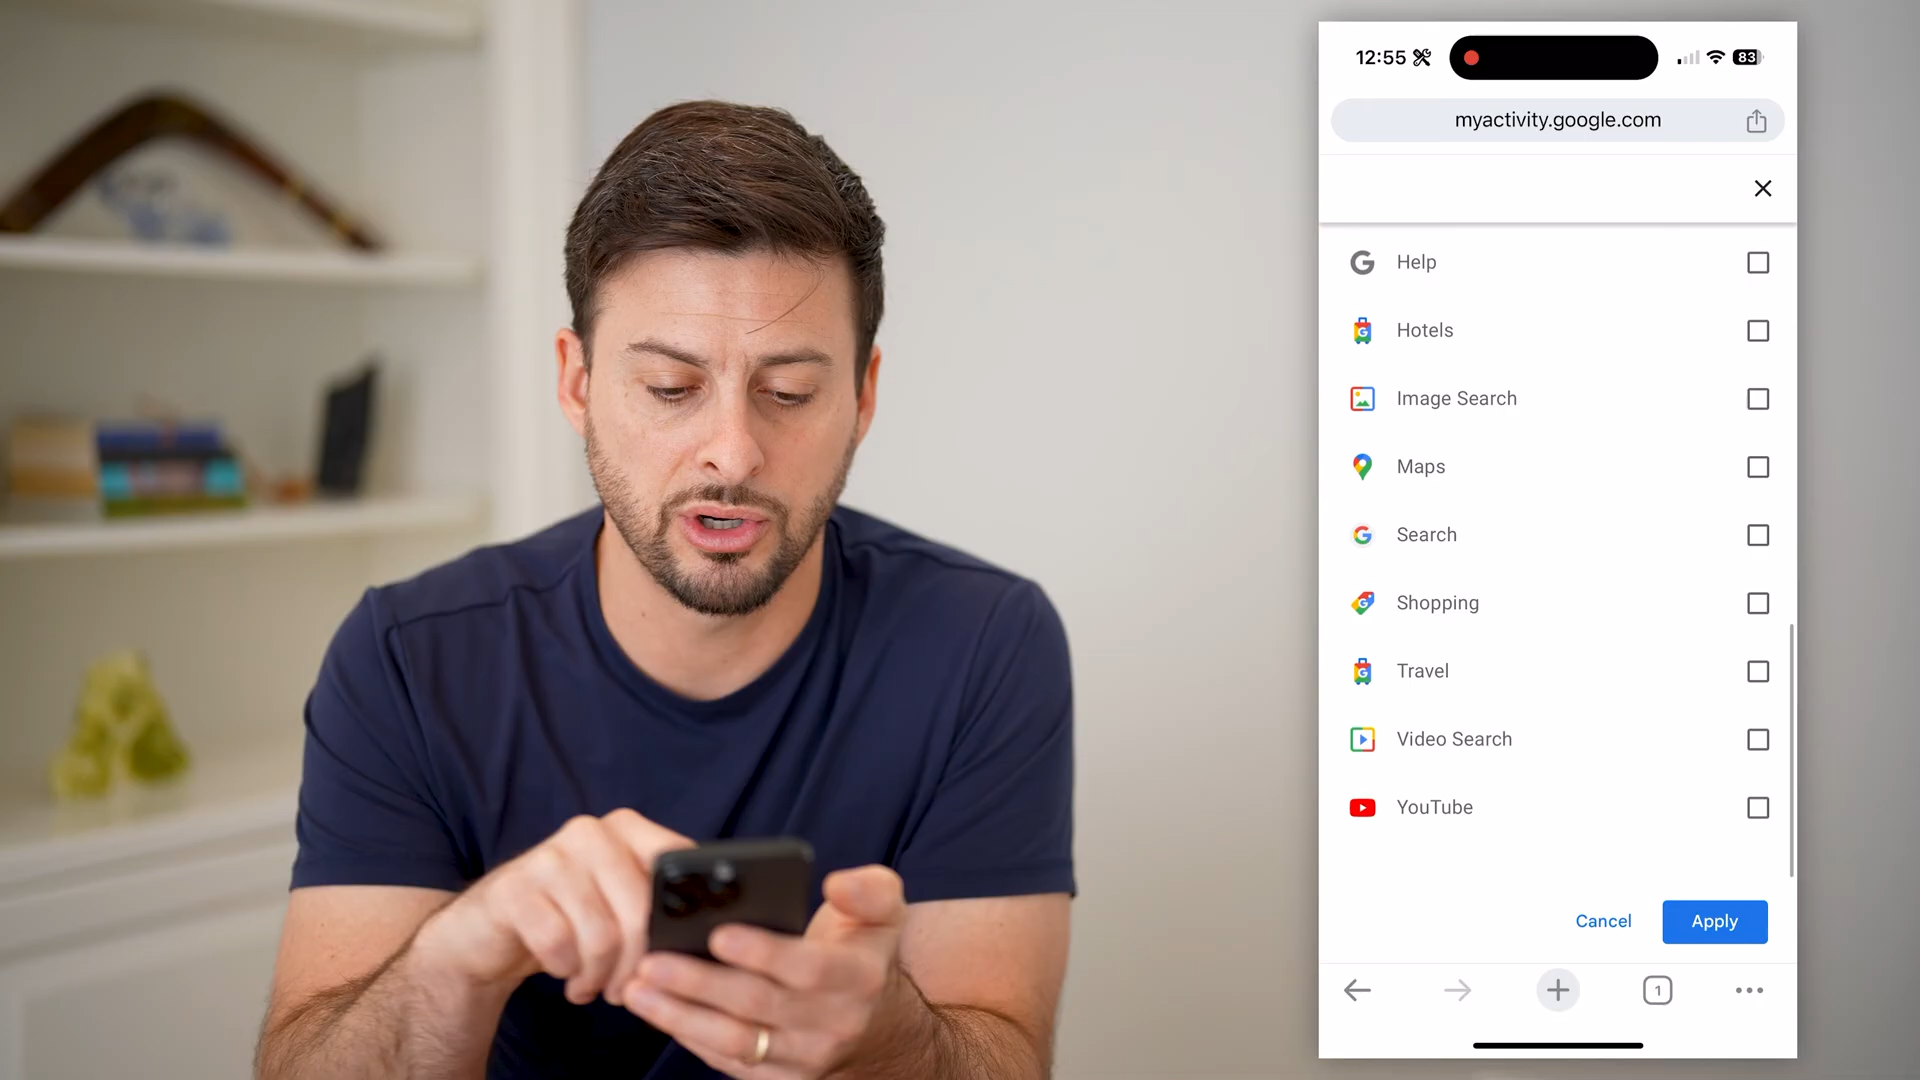 12:55
83
myactivity.google.com
Help
Hotels
Image Search
Maps
Search
Shopping
Travel
Video Search
YouTube
Cancel
Apply
1